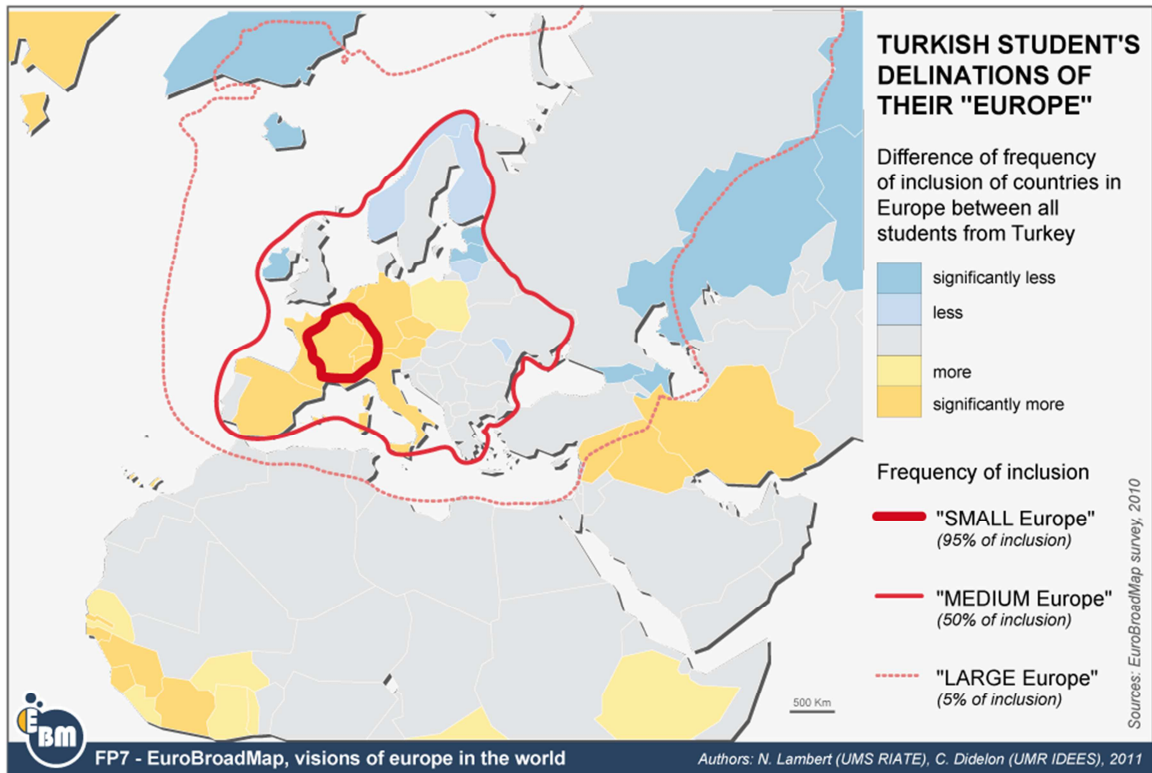 TURKISH STUDENT'S
DELINATIONS OF
THEIR "EUROPE"
Difference of frequency
of inclusion of countries in
Europe between all
students from Turkey
significantly less
less
more
significantly more
Frequency of inclusion
"SMALL Europe"
(95% of inclusion)
"MEDIUM Europe"
(50% of inclusion)
"LARGE Europe"
(5% of inclusion)
500 Km
Sources: EuroBroadMap survey, 2010
EBM
FP7 - EuroBroadMap, visions of europe in the world
Authors: N. Lambert (UMS RIATE), C. Didelon (UMR IDEES), 2011